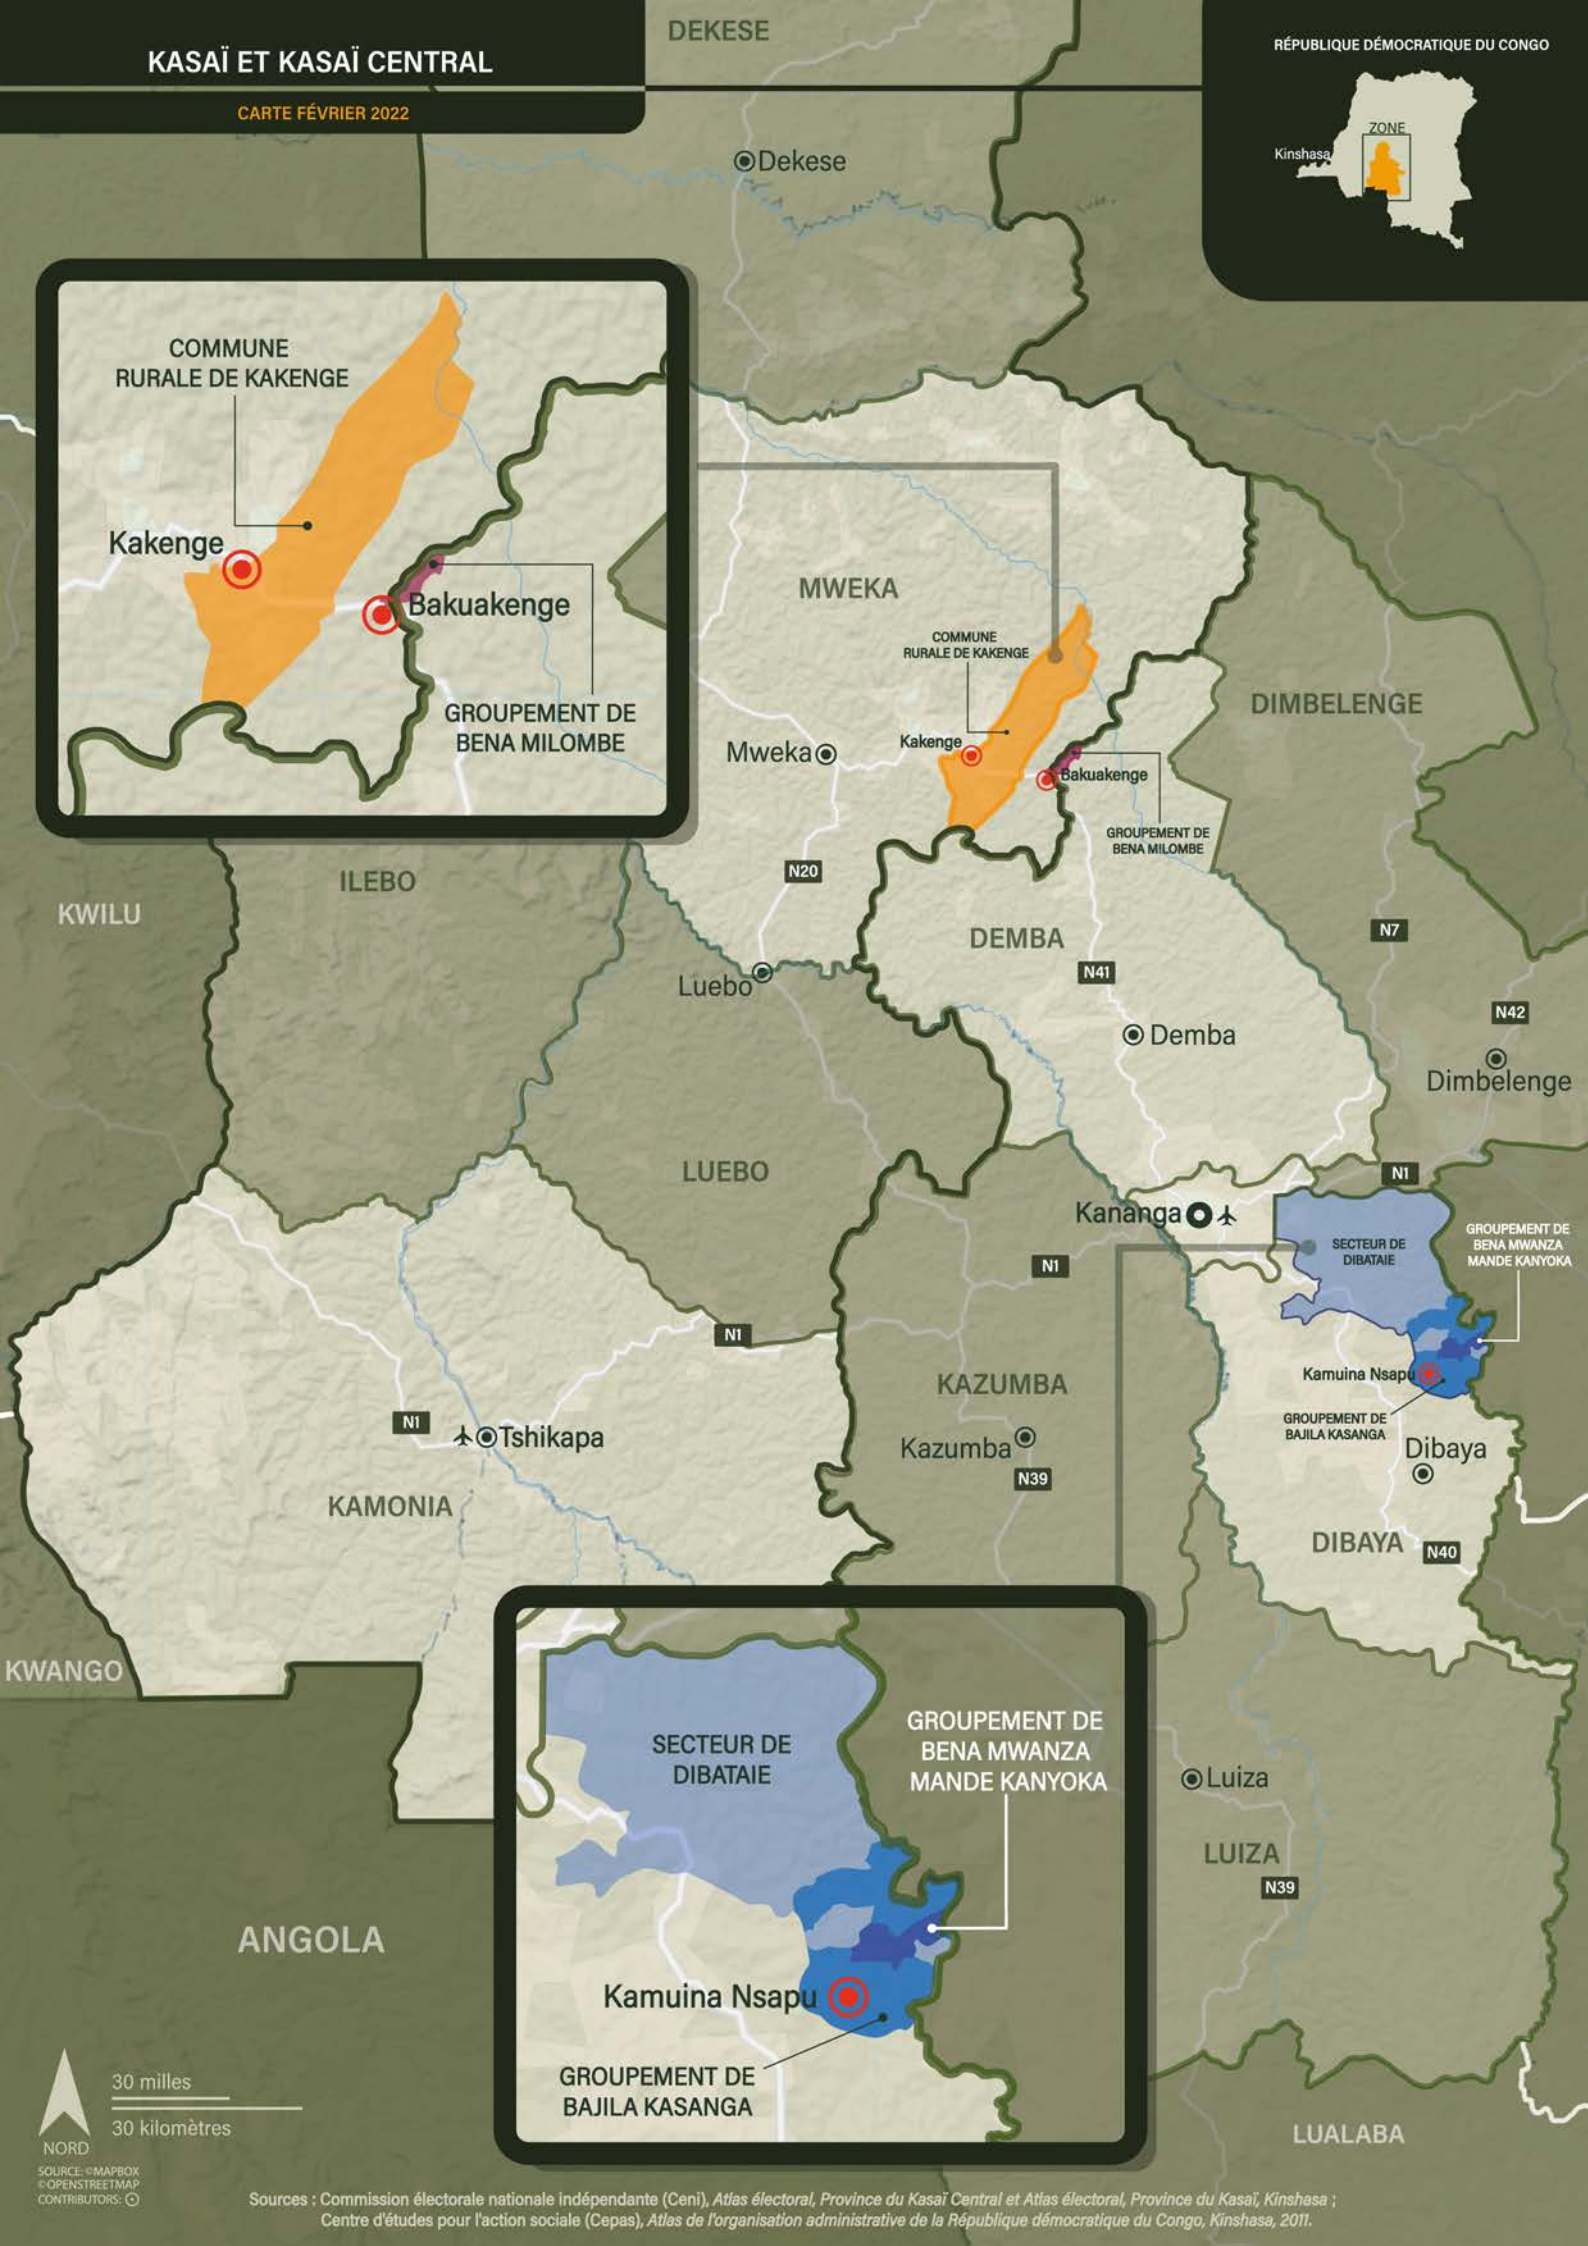 KASAÏ ET KASAÏ CENTRAL
CARTE FÉVRIER 2022
RÉPUBLIQUE DÉMOCRATIQUE DU CONGO
ZONE
Kinshasa
DEKESE
Dekese
COMMUNE
RURALE DE KAKENGE
Kakenge
Bakuakenge
GROUPEMENT DE
BENA MILOMBE
MWEKA
COMMUNE
RURALE DE KAKENGE
Kakenge
Bakuakenge
GROUPEMENT DE
BENA MILOMBE
Mweka
DIMBELENGE
N20
ILEBO
KWILU
DEMBA
N7
N41
Luebo
N42
Demba
Dimbelenge
LUEBO
N1
Kananga
N1
SECTEUR DE
DIBATAIE
GROUPEMENT DE
BENA MWANZA
MANDE KANYOKA
N1
KAZUMBA
Kamuina Nsapu
GROUPEMENT DE
BAJILA KASANGA
N1
Tshikapa
Kazumba
N39
Dibaya
KAMONIA
DIBAYA
N40
KWANGO
SECTEUR DE
DIBATAIE
GROUPEMENT DE
BENA MWANZA
MANDE KANYOKA
Kamuina Nsapu
GROUPEMENT DE
BAJILA KASANGA
Luiza
LUIZA
N39
ANGOLA
LUALABA
30 milles
30 kilomètres
NORD
SOURCE: ©MAPBOX
©OPENSTREETMAP
CONTRIBUTORS:
Sources : Commission électorale nationale indépendante (Ceni), Atlas électoral, Province du Kasaï Central et Atlas électoral, Province du Kasaï, Kinshasa ;
Centre d'études pour l'action sociale (Cepas), Atlas de l'organisation administrative de la République démocratique du Congo, Kinshasa, 2011.